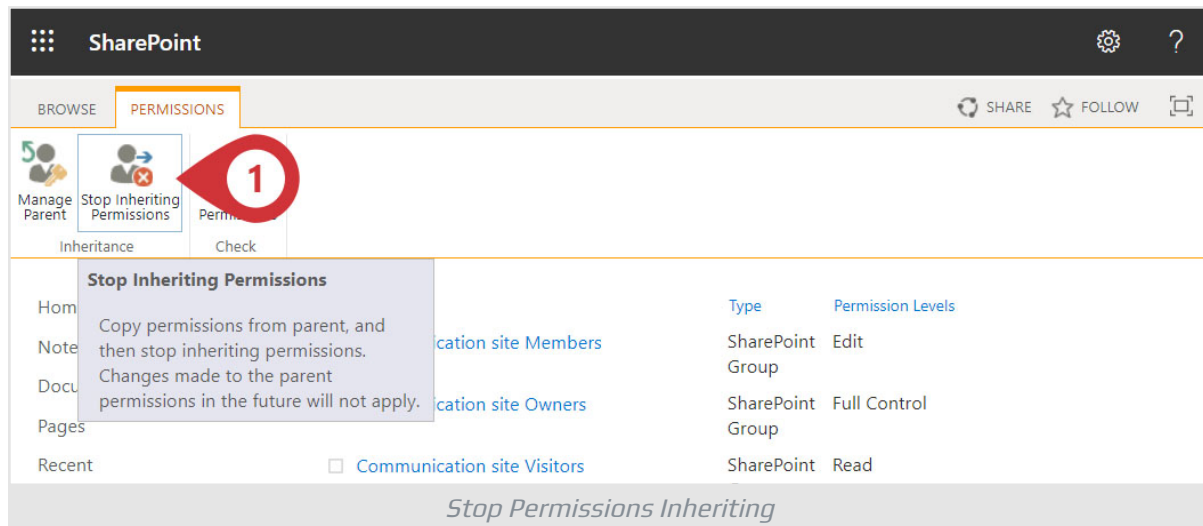 SharePoint
?
BROWSE PERMISSIONS SHARE FOLLOW
1
Manage Parent
Stop Inheriting Permissions
Inheritance Check
Stop Inheriting Permissions
Copy permissions from parent, and
then stop inheriting permissions.
Changes made to the parent
permissions in the future will not apply.
Hom
Note
Docu
Pages
Recent
Type Permission Levels
ication site Members SharePoint Group Edit
ication site Owners SharePoint Group Full Control
Communication site Visitors SharePoint Read
Stop Permissions Inheriting